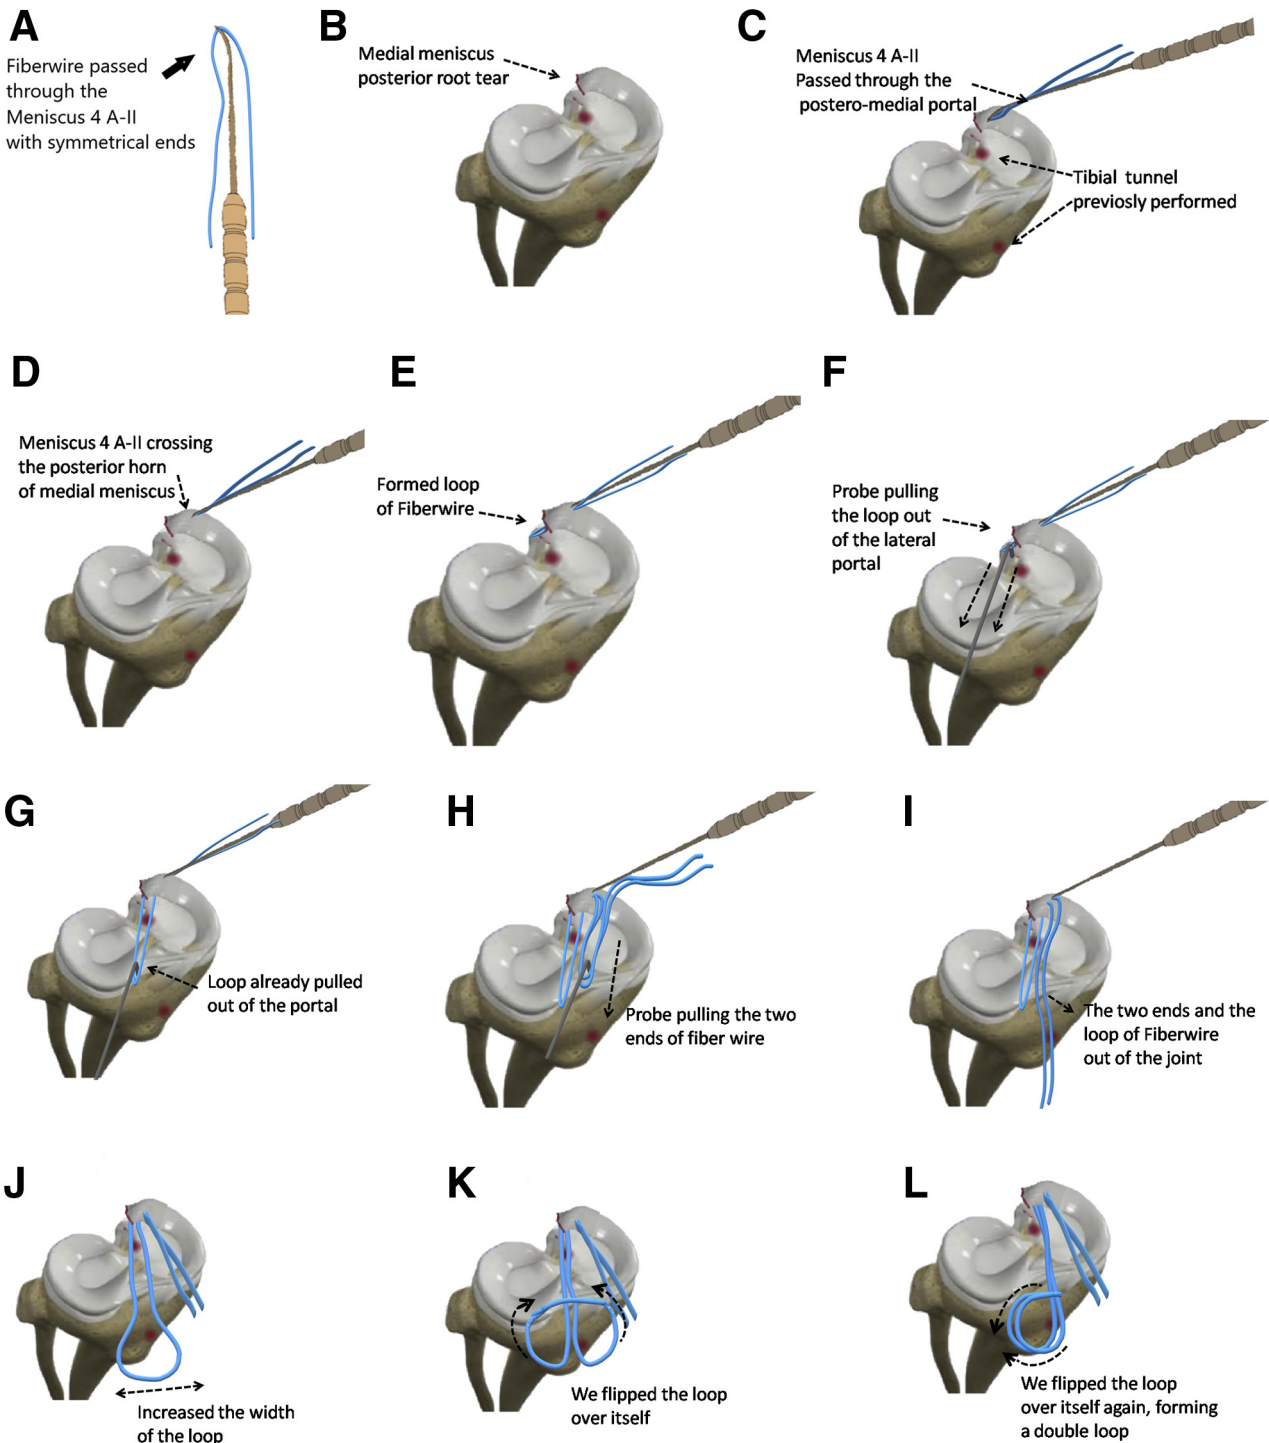 A
Fiberwire passed
through the
Meniscus 4 A-II
with symmetrical ends
B
Medial meniscus
posterior root tear
C
Meniscus 4 A-II
Passed through the
postero-medial portal
Tibial tunnel
previosly performed
D
Meniscus 4 A-II crossing
the posterior horn
of medial meniscus
E
Formed loop
of Fiberwire
F
Probe pulling
the loop out
of the lateral
portal
G
Loop already pulled
out of the portal
H
Probe pulling the two
ends of fiber wire
I
The two ends and the
loop of Fiberwire
out of the joint
J
Increased the width
of the loop
K
We flipped the loop
over itself
L
We flipped the loop
over itself again, forming
a double loop